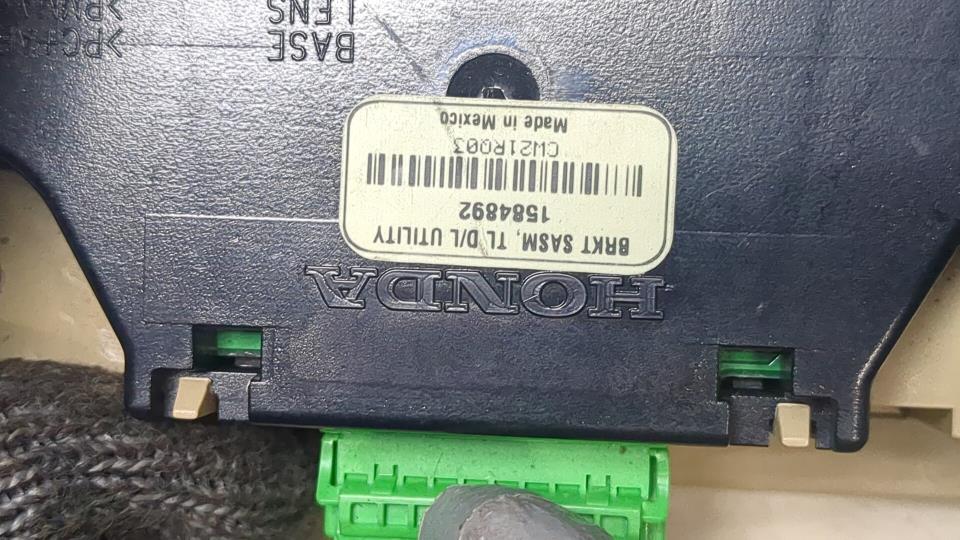 HONDA
BRKT SASM, TL D/L UTILITY
1584892
CW21R003
Made in Mexico
BASE
LENS